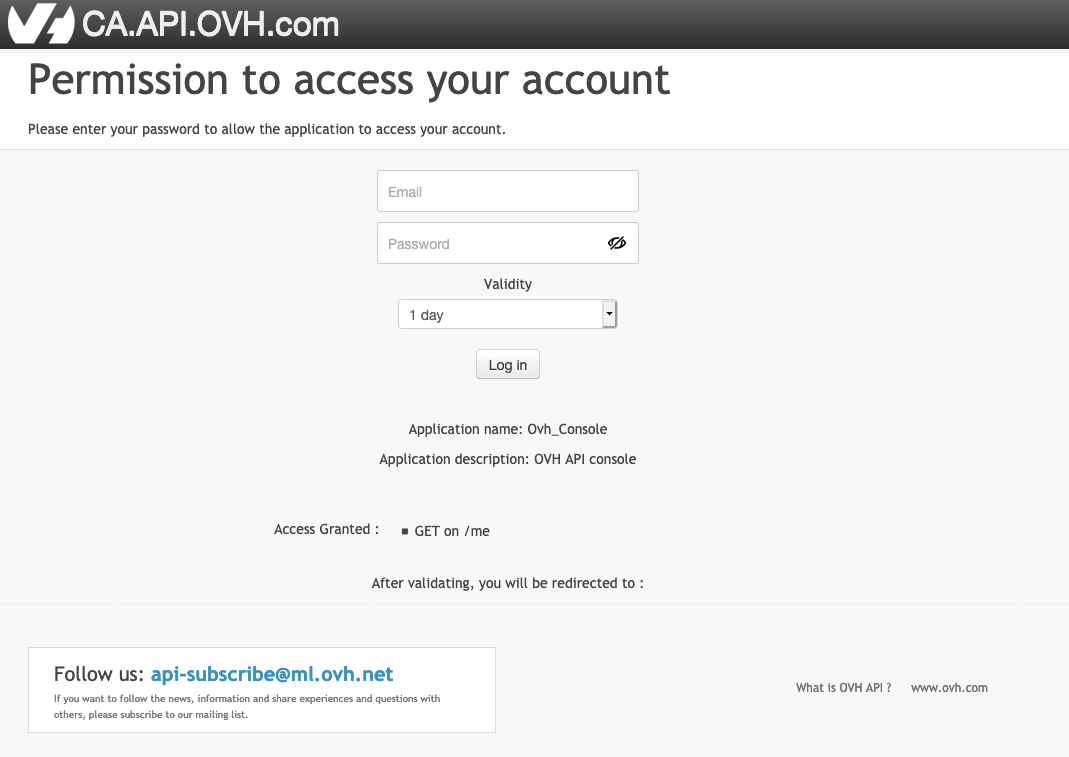 CA.API.OVH.com
Permission to access your account
Please enter your password to allow the application to access your account.
Email
Password
Validity
1 day
Log in
Application name: Ovh_Console
Application description: OVH API console
Access Granted :
GET on /me
After validating, you will be redirected to :
Follow us: api-subscribe@ml.ovh.net
If you want to follow the news, information and share experiences and questions with
others, please subscribe to our mailing list.
What is OVH API ?
www.ovh.com